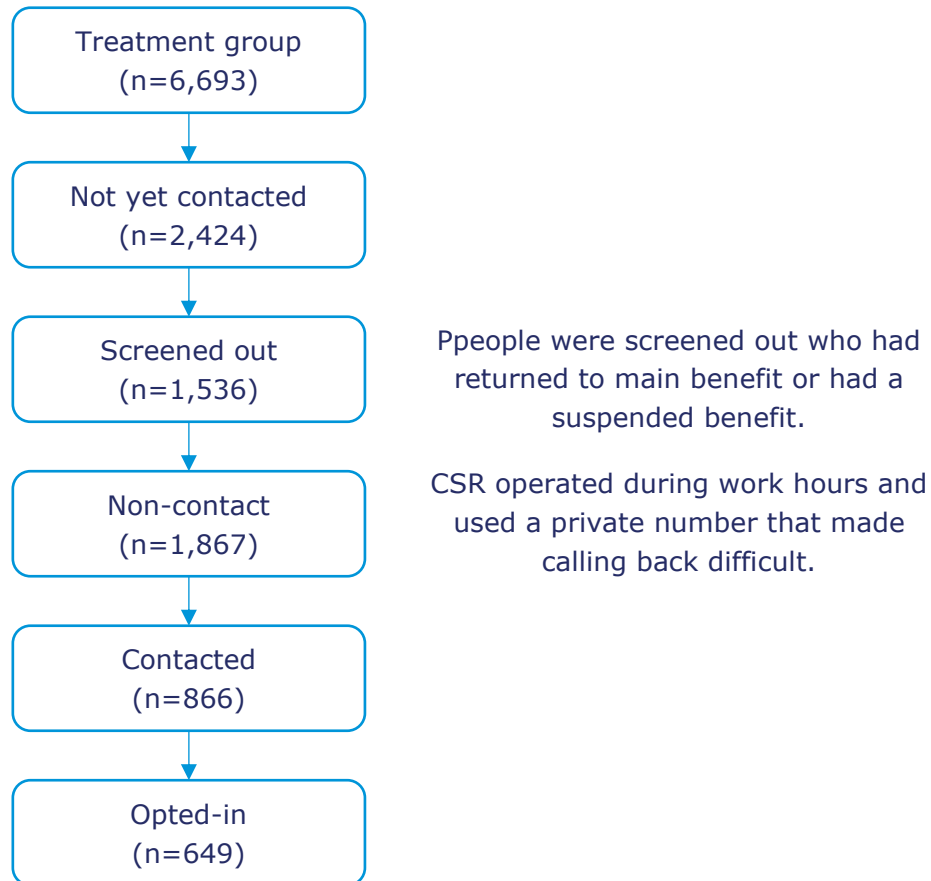 Treatment group
(n=6,693)
Not yet contacted
(n=2,424)
Screened out
(n=1,536)
Ppeople were screened out who had
returned to main benefit or had a
suspended benefit.
Non-contact
(n=1,867)
CSR operated during work hours and
used a private number that made
calling back difficult.
Contacted
(n=866)
Opted-in
(n=649)